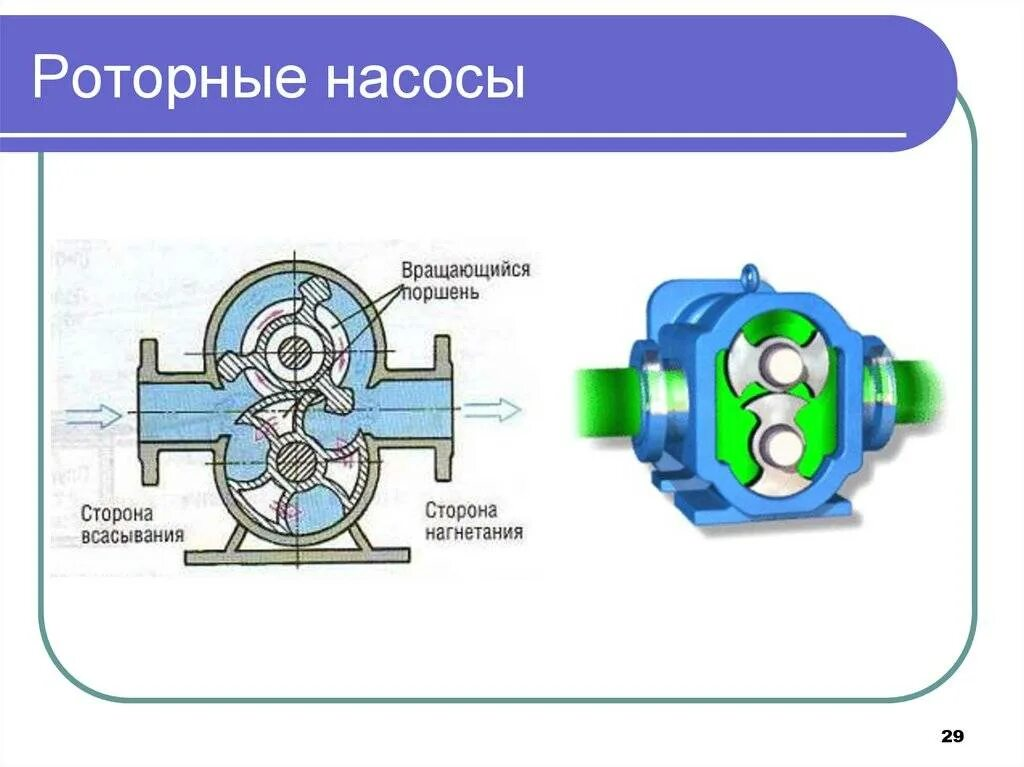 Роторные насосы
Вращающийся
поршень
Сторона
всасывания
Сторона
нагнетания
29